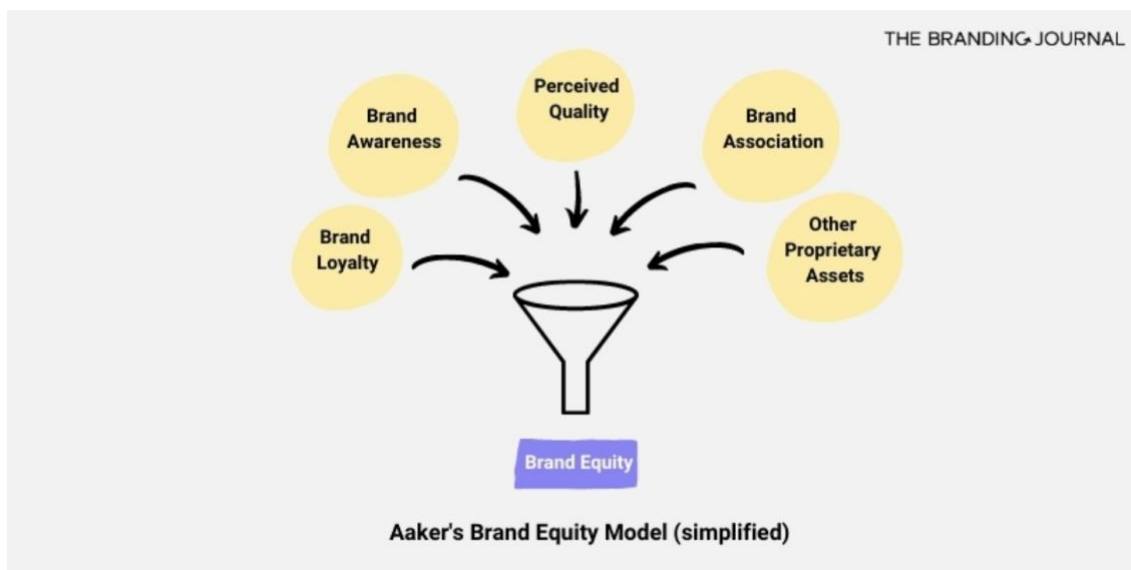 THE BRANDING JOURNAL
Perceived
Quality
Brand
Awareness
Brand
Association
Brand
Loyalty
Other
Proprietary
Assets
Brand Equity
Aaker's Brand Equity Model (simplified)